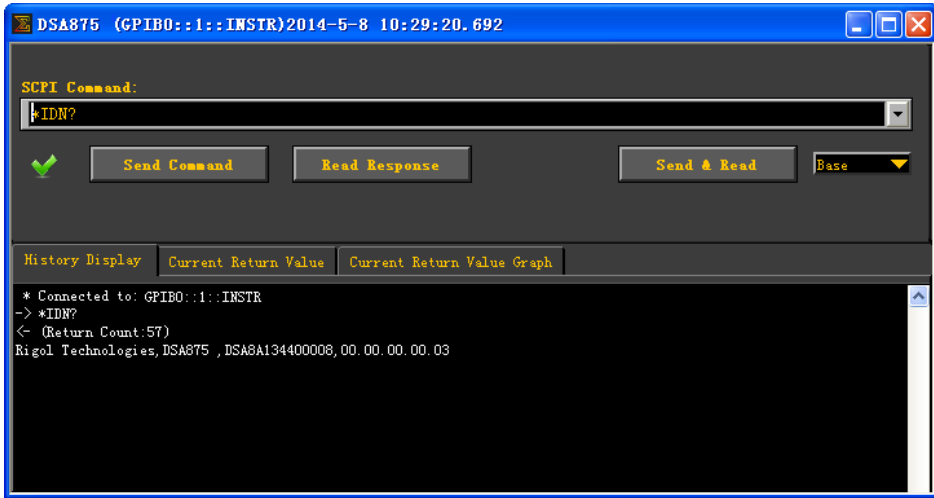 DSA875 (GPIB0::1::INSTR)2014-5-8 10:29:20.692
SCPI Command:
*IDN?
Send Command
Read Response
Send & Read
Base
History Display
Current Return Value
Current Return Value Graph
* Connected to: GPIB0::1::INSTR
-> *IDN?
<- (Return Count:57)
Rigol Technologies,DSA875 ,DSA8A134400008,00.00.00.00.03